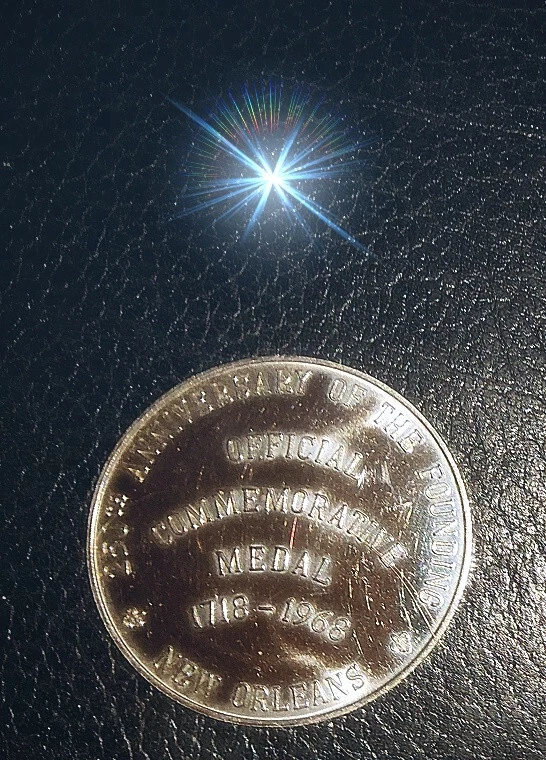 250TH ANNIVERSARY OF THE FOUNDING
OFFICIAL
COMMEMORATIVE
MEDAL
1718-1968
NEW ORLEANS